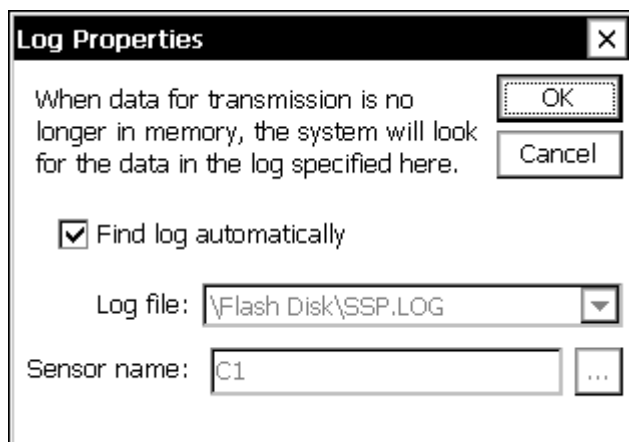 Log Properties
When data for transmission is no
longer in memory, the system will look
for the data in the log specified here.
OK
Cancel
Find log automatically
Log file: \Flash Disk\SSP.LOG
Sensor name: C1 ...